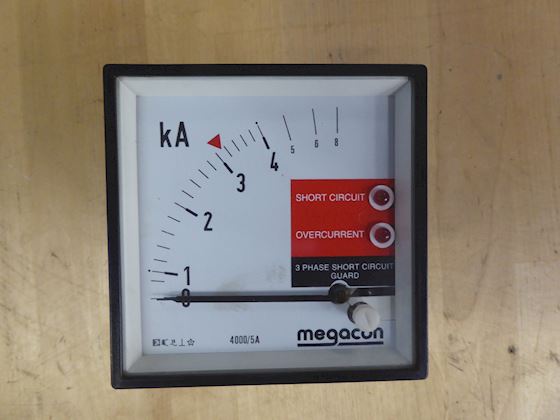 kA
5 6 8
4
3
2
1
0
SHORT CIRCUIT
OVERCURRENT
3 PHASE SHORT CIRCUIT
GUARD
4000/5A
megacon